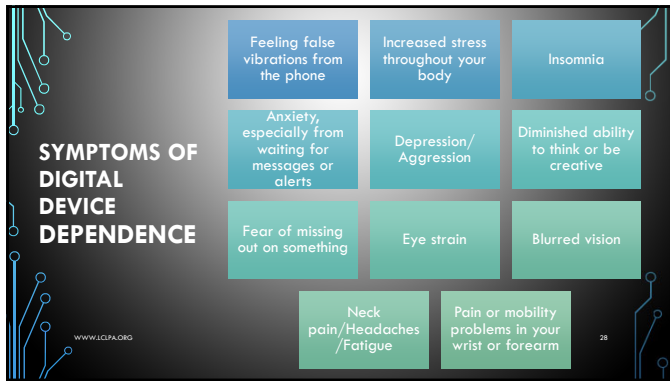 SYMPTOMS OF
DIGITAL
DEVICE
DEPENDENCE
Feeling false
vibrations from
the phone
Increased stress
throughout your
body
Insomnia
Anxiety,
especially from
waiting for
messages or
alerts
Depression/
Aggression
Diminished ability
to think or be
creative
Fear of missing
out on something
Eye strain
Blurred vision
Neck
pain/Headaches
/Fatigue
Pain or mobility
problems in your
wrist or forearm
WWW.LCLPA.ORG
28